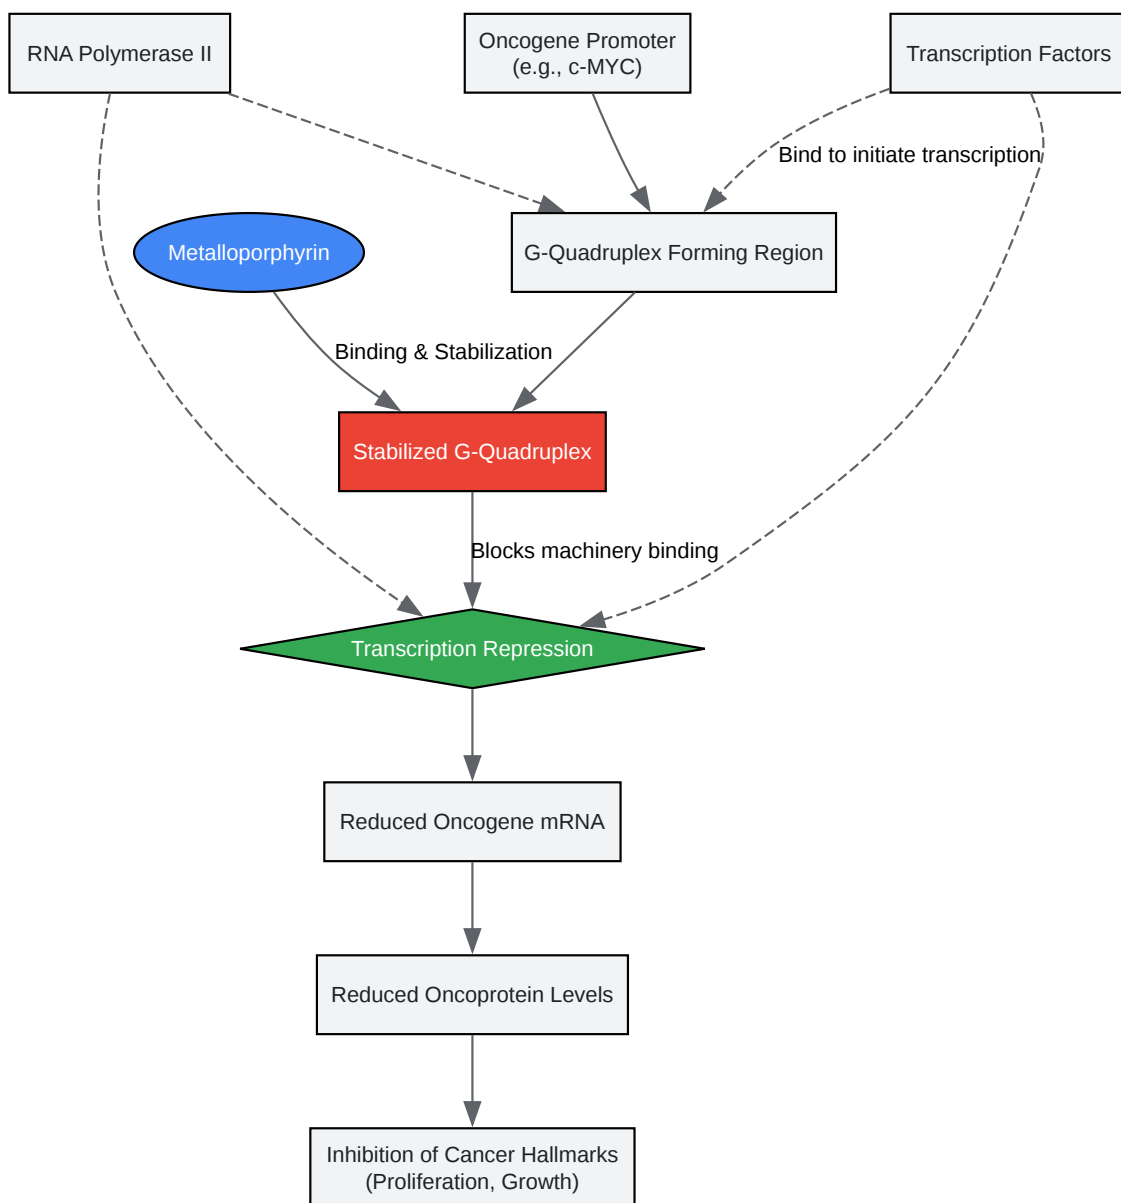 RNA Polymerase II
Oncogene Promoter
(e.g., c-MYC)
Transcription Factors
Bind to initiate transcription
Metalloporphyrin
G-Quadruplex Forming Region
Binding & Stabilization
Stabilized G-Quadruplex
Blocks machinery binding
Transcription Repression
Reduced Oncogene mRNA
Reduced Oncoprotein Levels
Inhibition of Cancer Hallmarks
(Proliferation, Growth)